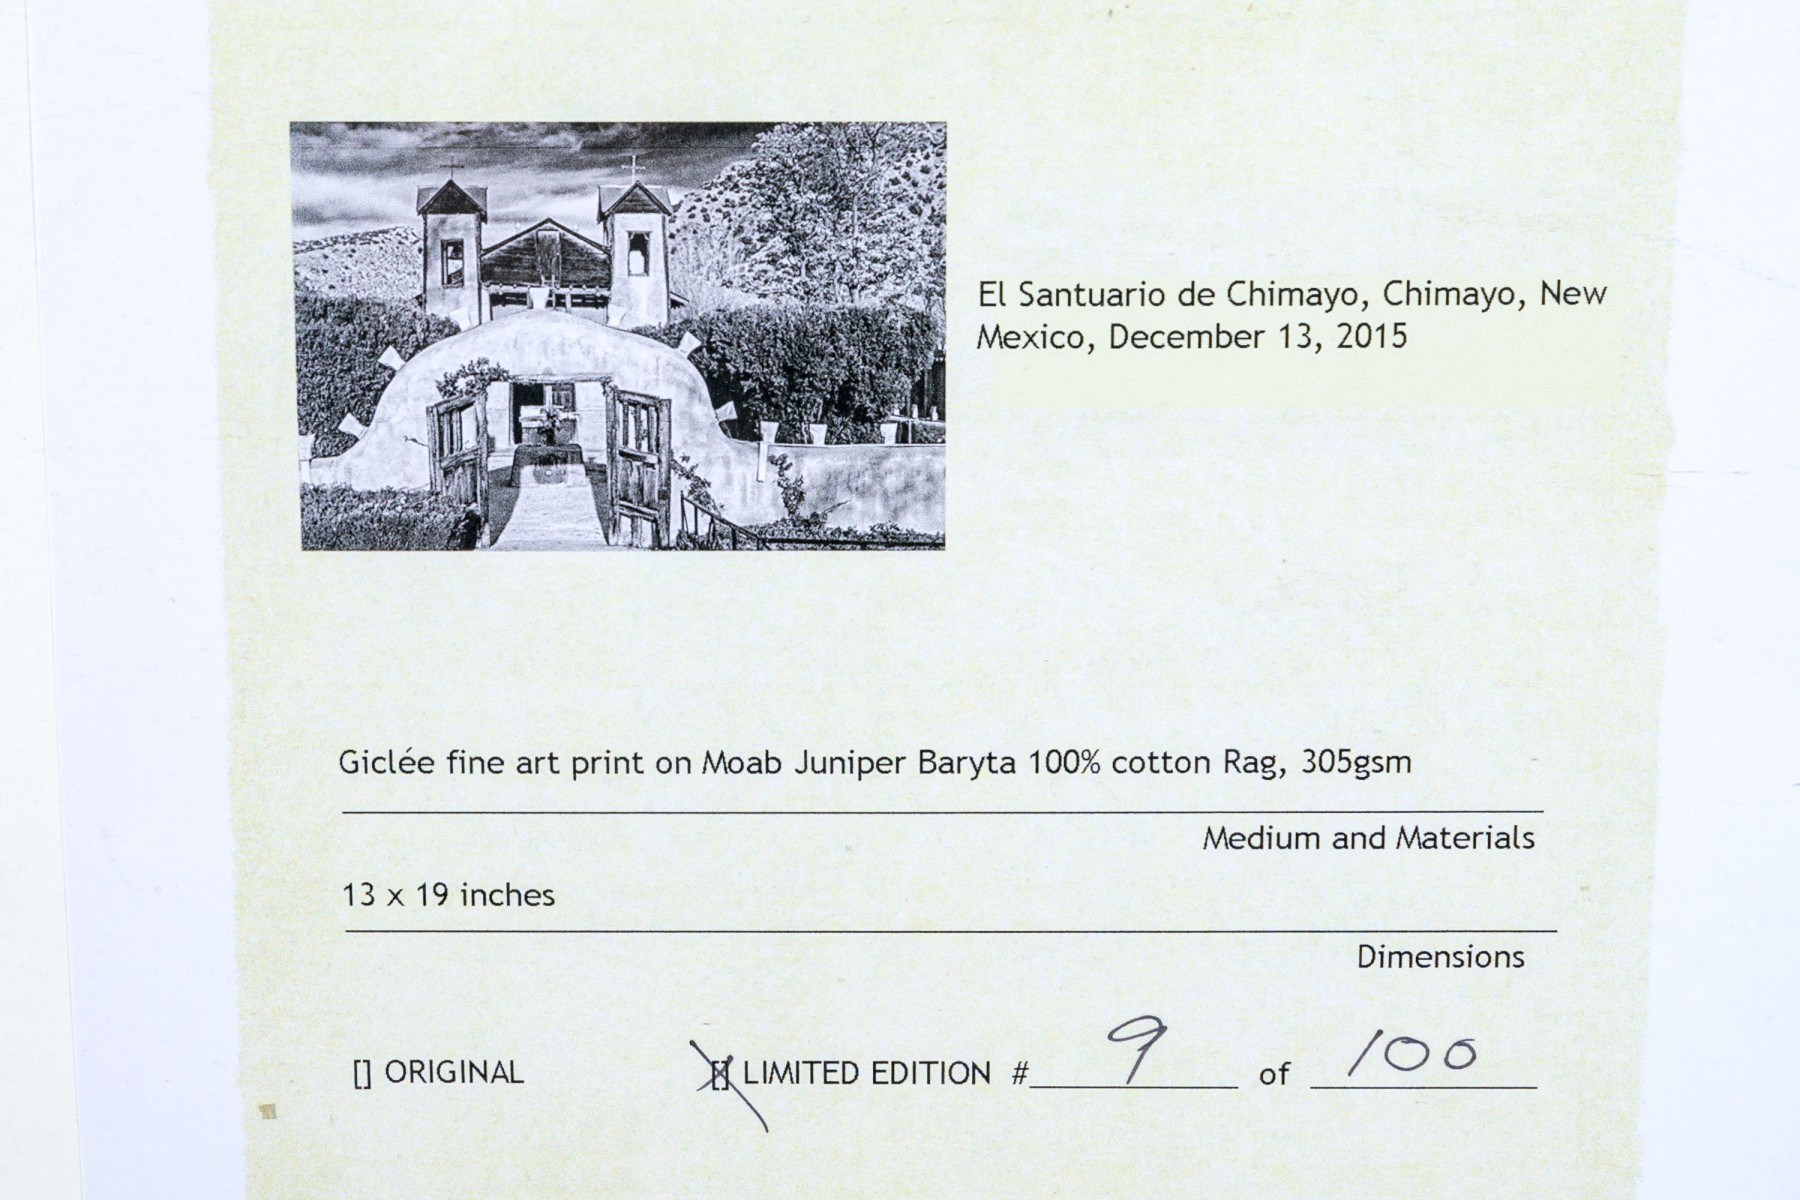 El Santuario de Chimayo, Chimayo, New
Mexico, December 13, 2015
Giclée fine art print on Moab Juniper Baryta 100% cotton Rag, 305gsm
Medium and Materials
13 x 19 inches
Dimensions
[] ORIGINAL [X] LIMITED EDITION # 9 of 100